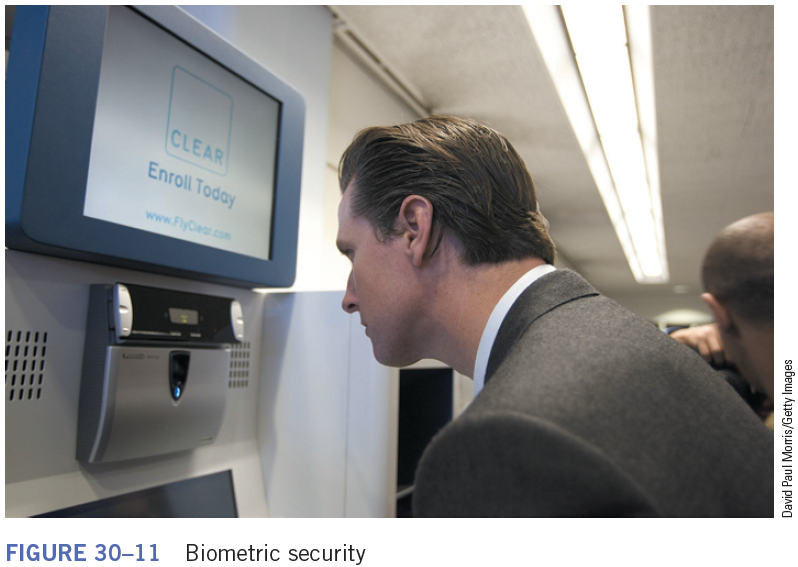 CLEAR
Enroll Today
www.FlyClear.com
David Paul Morris/Getty Images
FIGURE 30–11 Biometric security